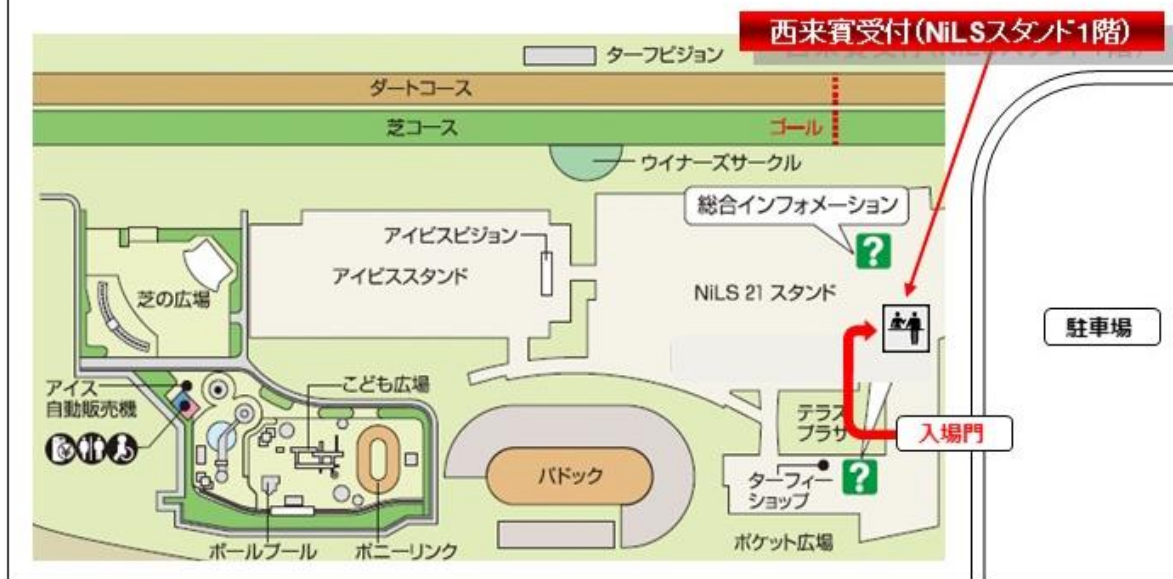 西来賓受付(NiLSスタンド1階)
ターフビジョン
ダートコース
芝コース
ゴール
ウイナーズサークル
総合インフォメーション
?
アイビスビジョン
アイビススタンド
NiLS 21 スタンド
芝の広場
駐車場
アイス
自動販売機
こども広場
テラス
プラザ
入場門
パドック
ターフィー
ショップ
?
ボールプール
ポニーリンク
ポケット広場